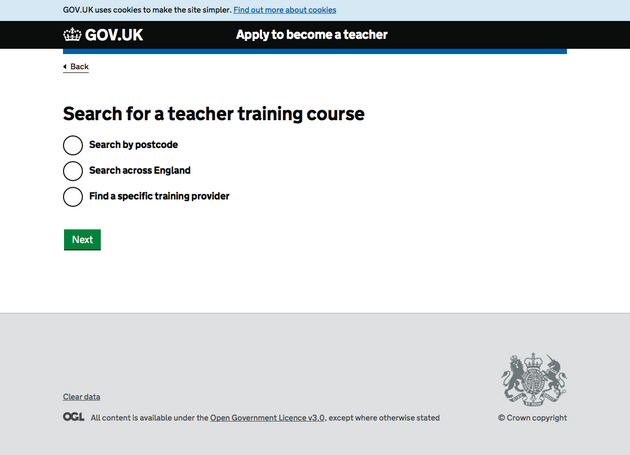 GOV.UK uses cookies to make the site simpler. Find out more about cookies
GOV.UK Apply to become a teacher
Back
Search for a teacher training course
Search by postcode
Search across England
Find a specific training provider
Next
Clear data
OGL All content is available under the Open Government Licence v3.0, except where otherwise stated
© Crown copyright